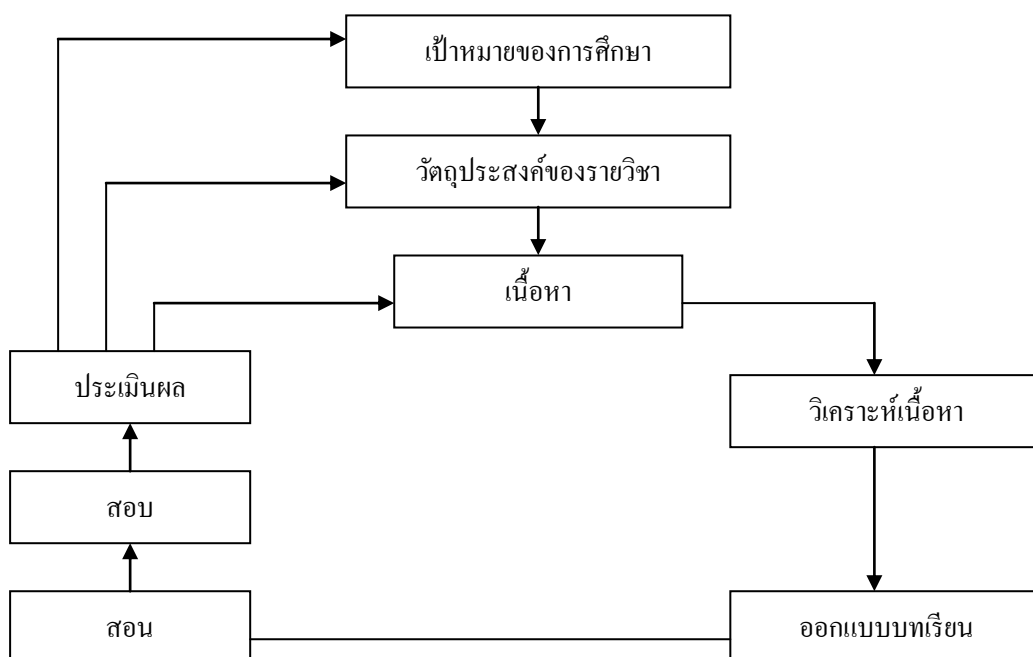 เป้าหมายของการศึกษา
วัตถุประสงค์ของรายวิชา
เนื้อหา
ประเมินผล
วิเคราะห์เนื้อหา
สอบ
สอน
ออกแบบบทเรียน